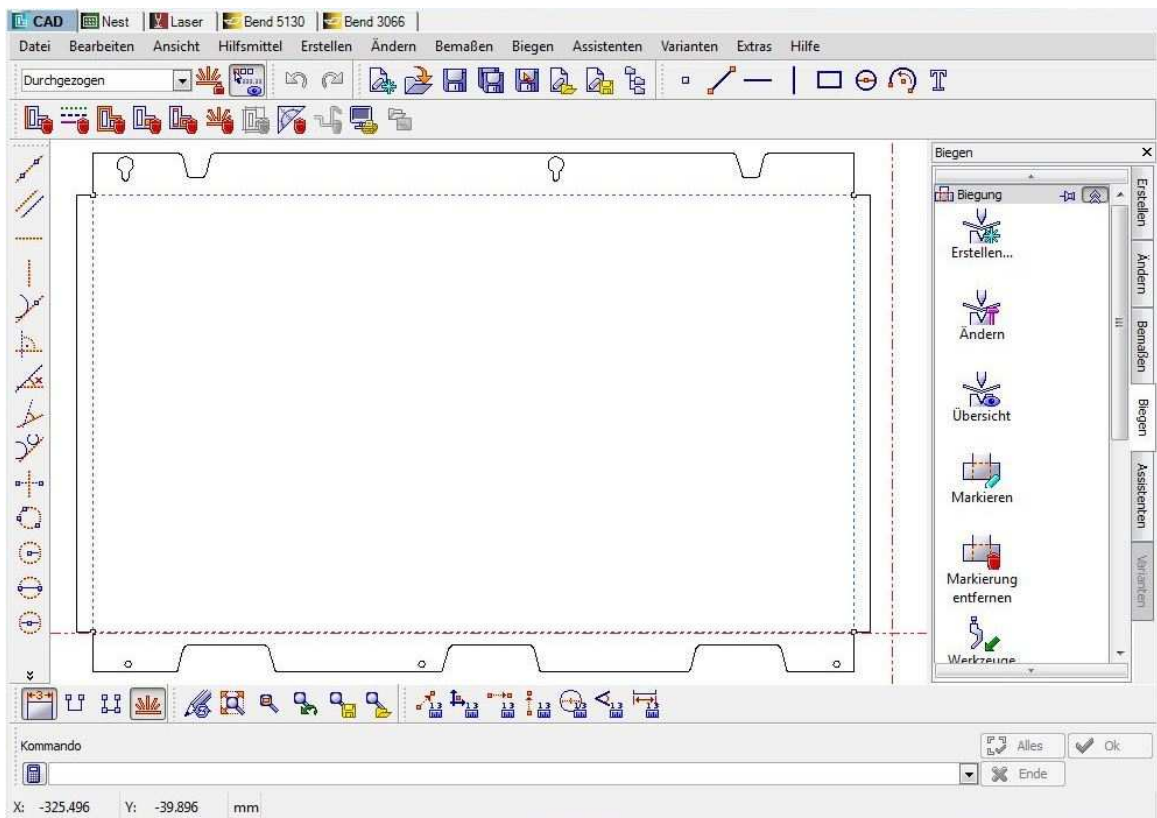 CAD Nest Laser Bend 5130 Bend 3066
Datei Bearbeiten Ansicht Hilfsmittel Erstellen Ändern Bemaßen Biegen Assistenten Varianten Extras Hilfe
Durchgezogen
Biegen
Biegung
Erstellen...
Ändern
Übersicht
Markieren
Markierung
entfernen
Werkzeuge
Erstellen
Ändern
Bemaßen
Biegen
Assistenten
Varianten
Kommando
Alles Ok
Ende
X: -325.496 Y: -39.896 mm